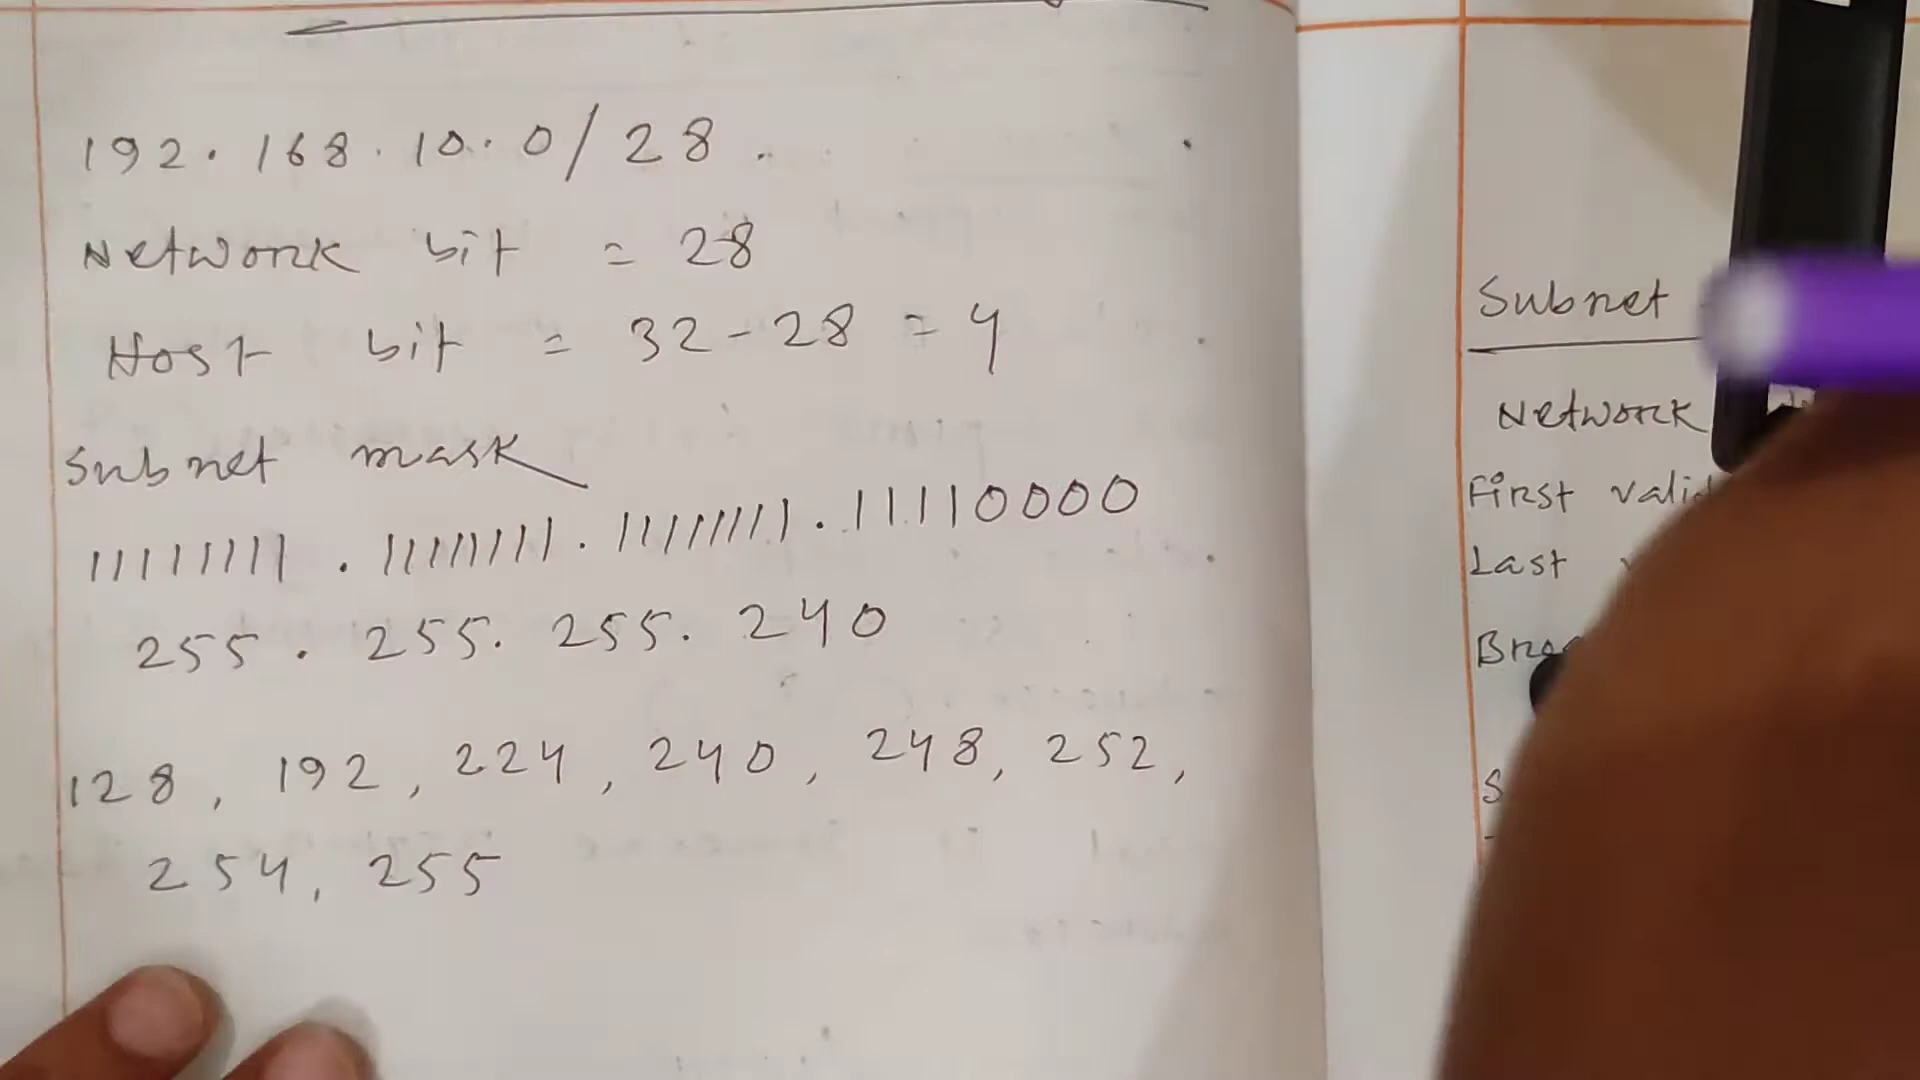 192.168.10.0/28.
Network bit = 28
Host bit = 32-28 = 4
Subnet mask
11111111.11111111.11111111.11110000
255.255.255.240
128, 192, 224, 240, 248, 252,
254, 255
Subnet
Network
First valid
Last